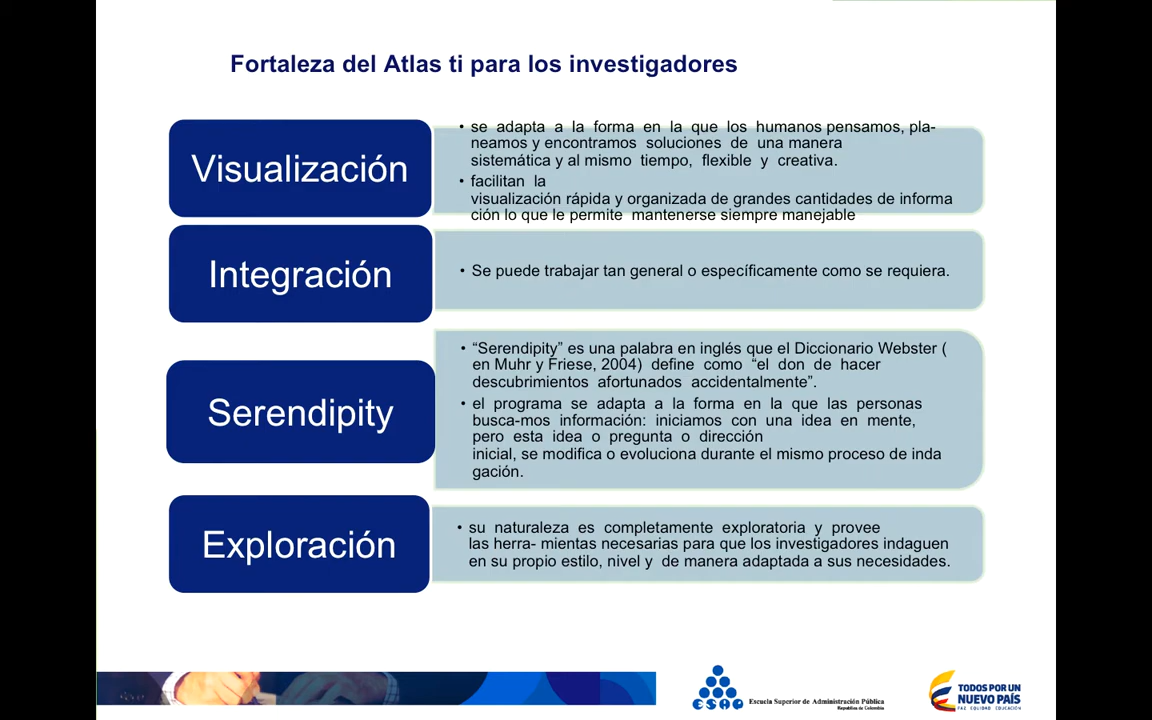 Fortaleza del Atlas ti para los investigadores
Visualización
• se adapta a la forma en la que los humanos pensamos, pla-
neamos y encontramos soluciones de una manera
sistemática y al mismo tiempo, flexible y creativa.
• facilitan la
visualización rápida y organizada de grandes cantidades de informa
ción lo que le permite mantenerse siempre manejable
Integración
• Se puede trabajar tan general o específicamente como se requiera.
Serendipity
• “Serendipity” es una palabra en inglés que el Diccionario Webster (
en Muhr y Friese, 2004) define como “el don de hacer
descubrimientos afortunados accidentalmente”.
• el programa se adapta a la forma en la que las personas
busca-mos información: iniciamos con una idea en mente,
pero esta idea o pregunta o dirección
inicial, se modifica o evoluciona durante el mismo proceso de inda
gación.
Exploración
• su naturaleza es completamente exploratoria y provee
las herra- mientas necesarias para que los investigadores indaguen
en su propio estilo, nivel y de manera adaptada a sus necesidades.
ESAP
Escuela Superior de Administración Pública
República de Colombia
TODOS POR UN
NUEVO PAÍS
PAZ EQUIDAD EDUCACIÓN